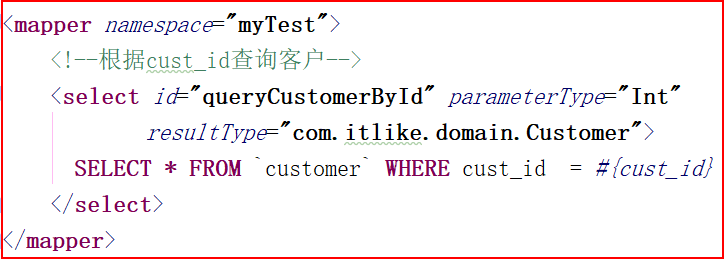 <mapper namespace="myTest">
<!--根据cust_id查询客户-->
<select id="queryCustomerById" parameterType="Int"
resultType="com.itlike.domain.Customer">
SELECT * FROM `customer` WHERE cust_id = #{cust_id}
</select>
</mapper>